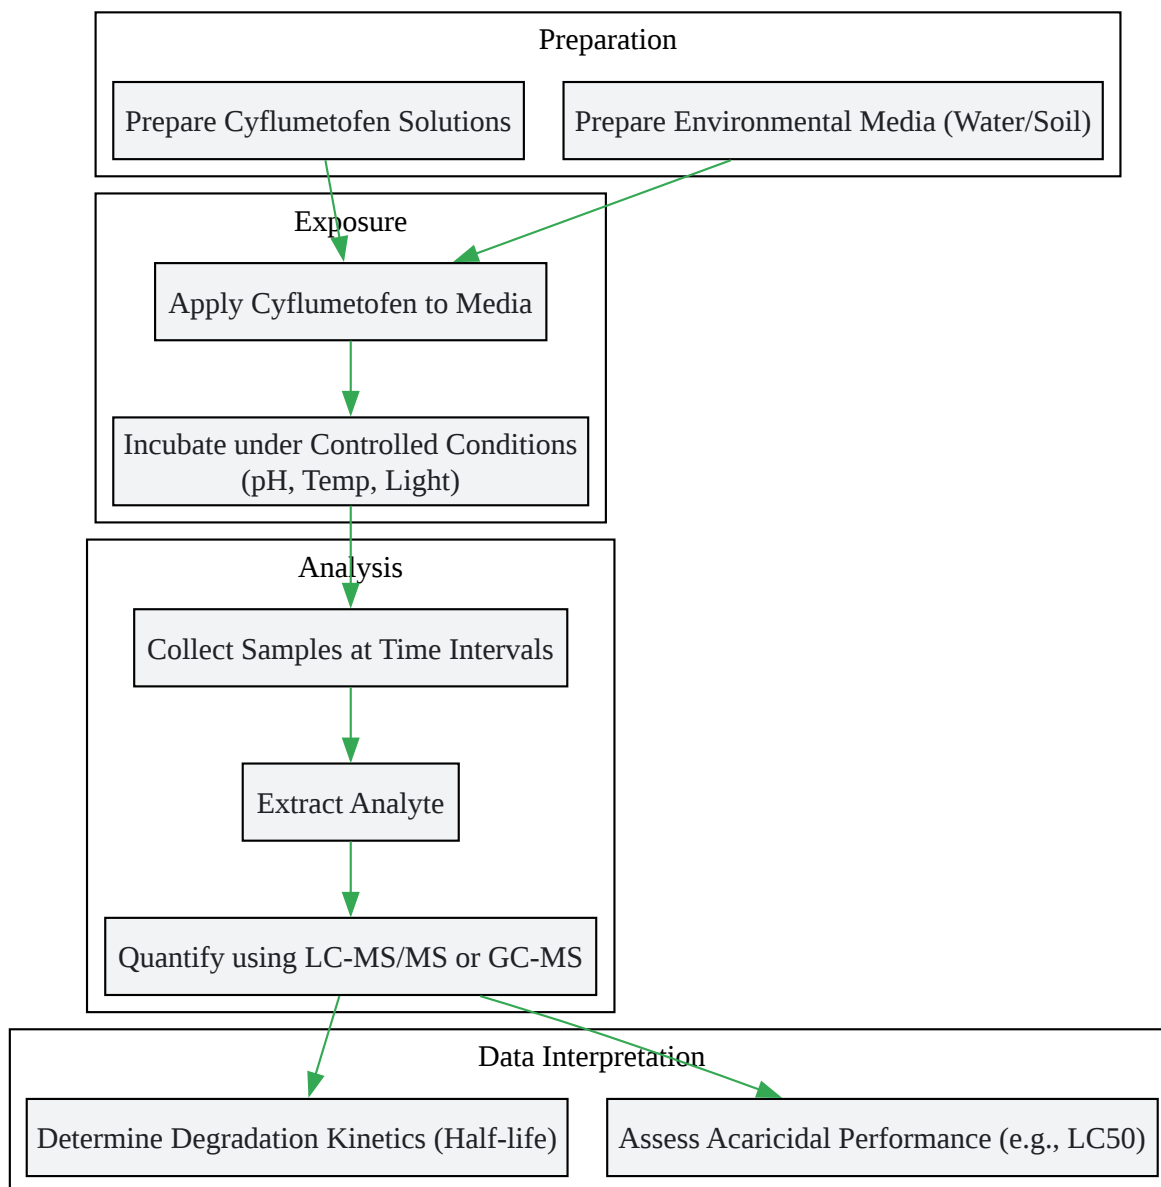 Preparation
Prepare Cyflumetofen Solutions
Prepare Environmental Media (Water/Soil)
Exposure
Apply Cyflumetofen to Media
Incubate under Controlled Conditions
(pH, Temp, Light)
Analysis
Collect Samples at Time Intervals
Extract Analyte
Quantify using LC-MS/MS or GC-MS
Data Interpretation
Determine Degradation Kinetics (Half-life)
Assess Acaricidal Performance (e.g., LC50)